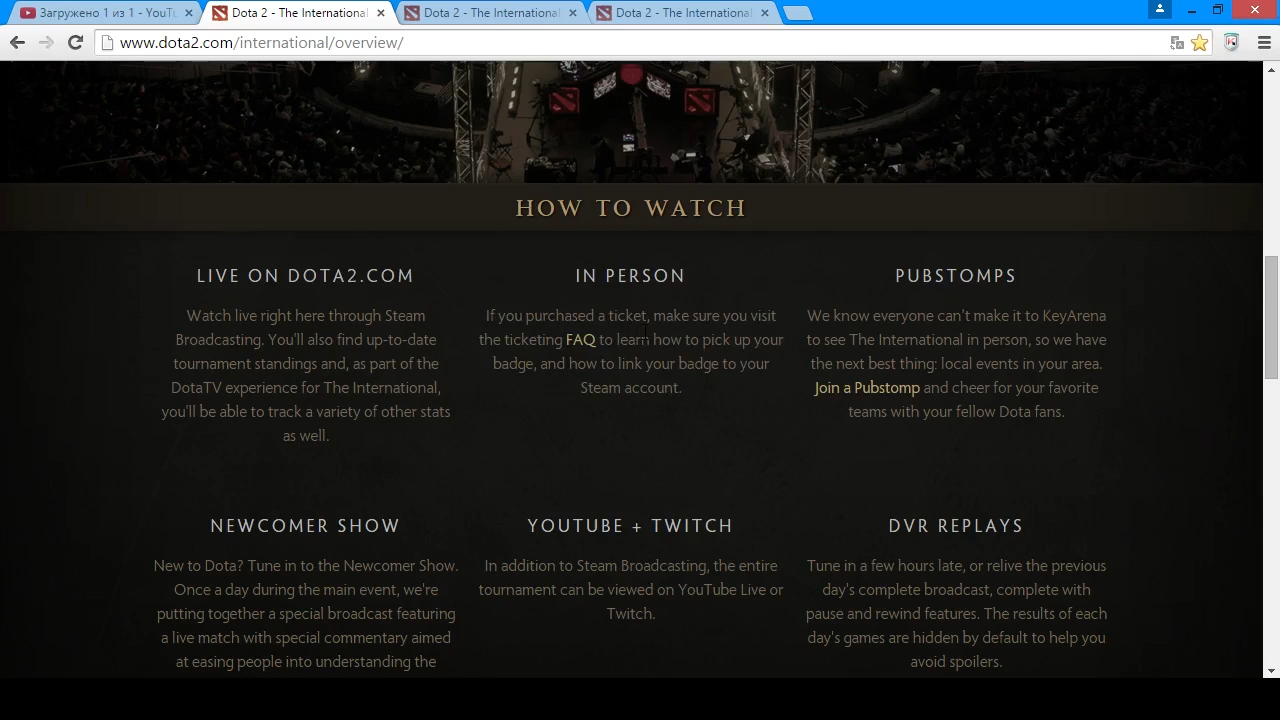 Загружено 1 из 1 - YouTu
Dota 2 - The International
Dota 2 - The International
Dota 2 - The International
www.dota2.com/international/overview/
HOW TO WATCH
LIVE ON DOTA2.COM
Watch live right here through Steam
Broadcasting. You'll also find up-to-date
tournament standings and, as part of the
DotaTV experience for The International,
you'll be able to track a variety of other stats
as well.
IN PERSON
If you purchased a ticket, make sure you visit
the ticketing FAQ to learn how to pick up your
badge, and how to link your badge to your
Steam account.
PUBSTOMPS
We know everyone can't make it to KeyArena
to see The International in person, so we have
the next best thing: local events in your area.
Join a Pubstomp and cheer for your favorite
teams with your fellow Dota fans.
NEWCOMER SHOW
New to Dota? Tune in to the Newcomer Show.
Once a day during the main event, we're
putting together a special broadcast featuring
a live match with special commentary aimed
at easing people into understanding the
YOUTUBE + TWITCH
In addition to Steam Broadcasting, the entire
tournament can be viewed on YouTube Live or
Twitch.
DVR REPLAYS
Tune in a few hours late, or relive the previous
day's complete broadcast, complete with
pause and rewind features. The results of each
day's games are hidden by default to help you
avoid spoilers.